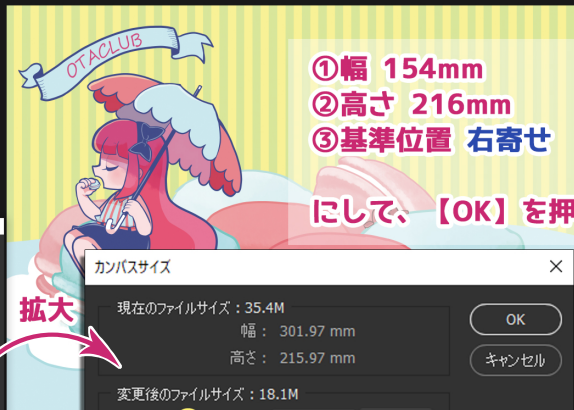 OTACLUB
①幅 154mm
②高さ 216mm
③基準位置 右寄せ
にして、【OK】を押
カンバスサイズ
拡大
現在のファイルサイズ : 35.4M
幅 : 301.97 mm
高さ : 215.97 mm
OK
キャンセル
変更後のファイルサイズ : 18.1M